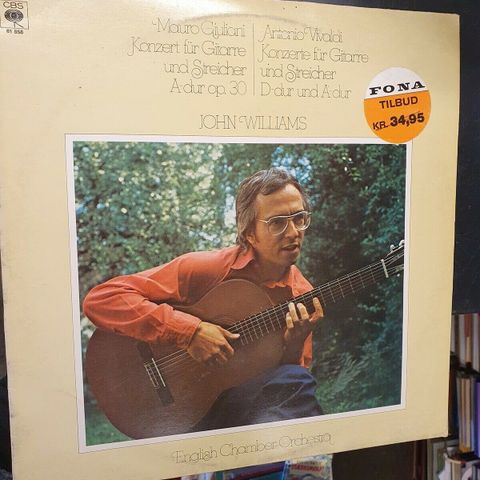 CBS
61 556
Mauro Giuliani
Konzert für Gitarre
und Streicher
A dur op. 30
Antonio Vivaldi
Konzerte für Gitarre
und Streicher
D-dur und A-dur
FONA
TILBUD
KR. 34,95
JOHN WILLIAMS
English Chamber Orchestra